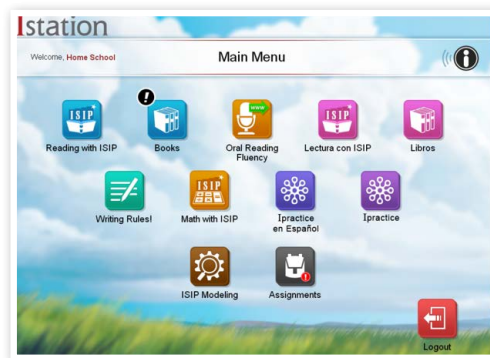 Istation
Welcome, Home School
Main Menu
ISIP
ISIP
WWW
Reading with ISIP
Books
Oral Reading
Fluency
Lectura con ISIP
Libros
ISIP
Writing Rules!
Math with ISIP
Ipractice
en Español
Ipractice
ISIP Modeling
Assignments
Logout